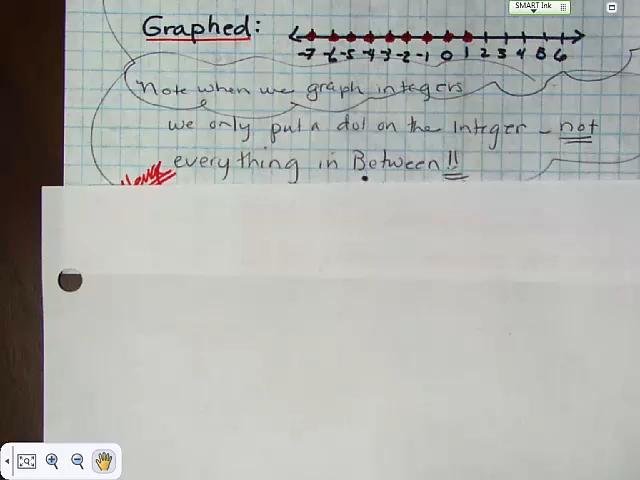 SMART Ink
Graphed:
-7 -6 -5 -4 -3 -2 -1 0 1 2 3 4 5 6
Note when we graph integers
we only put a dot on the Integer - not
everything in Between!!